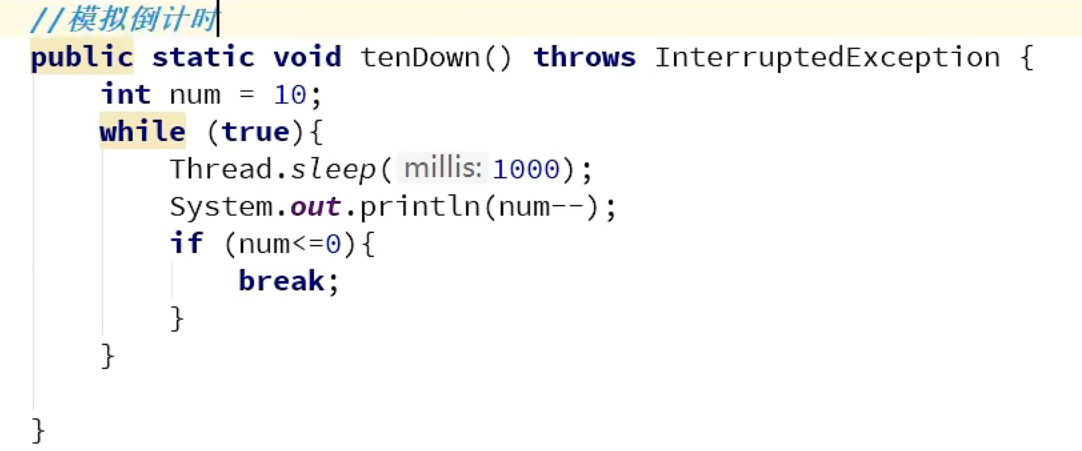 //模拟倒计时
public static void tenDown() throws InterruptedException {
    int num = 10;
    while (true){
        Thread.sleep( millis: 1000);
        System.out.println(num--);
        if (num<=0){
            break;
        }
    }
}